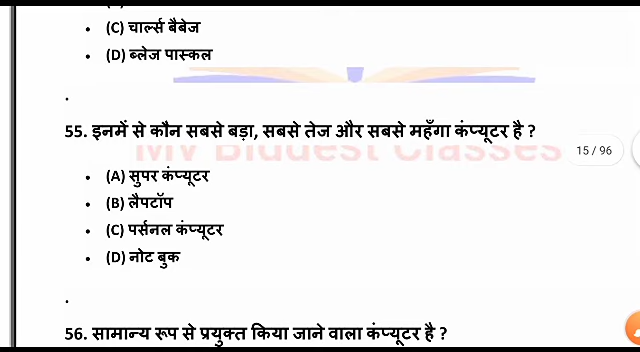 (C) चार्ल्स बैबेज
(D) ब्लेज पास्कल
55. इनमें से कौन सबसे बड़ा, सबसे तेज और सबसे महँगा कंप्यूटर है ?
15 / 96
(A) सुपर कंप्यूटर
(B) लैपटॉप
(C) पर्सनल कंप्यूटर
(D) नोट बुक
56. सामान्य रूप से प्रयुक्त किया जाने वाला कंप्यूटर है ?